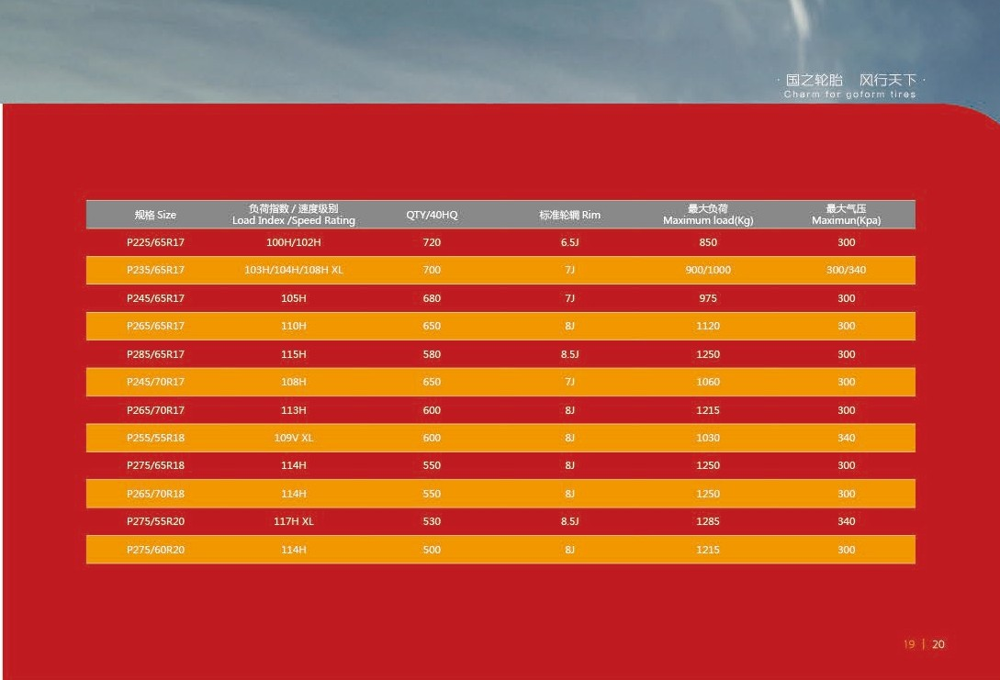 · 国之轮胎 风行天下 ·
Charm for goform tires
规格 Size 负荷指数 / 速度级别 Load Index /Speed Rating QTY/40HQ 标准轮辋 Rim 最大负荷 Maximum load(Kg) 最大气压 Maximun(Kpa)
P225/65R17 100H/102H 720 6.5J 850 300
P235/65R17 103H/104H/108H XL 700 7J 900/1000 300/340
P245/65R17 105H 680 7J 975 300
P265/65R17 110H 650 8J 1120 300
P285/65R17 115H 580 8.5J 1250 300
P245/70R17 108H 650 7J 1060 300
P265/70R17 113H 600 8J 1215 300
P255/55R18 109V XL 600 8J 1030 340
P275/65R18 114H 550 8J 1250 300
P265/70R18 114H 550 8J 1250 300
P275/55R20 117H XL 530 8.5J 1285 340
P275/60R20 114H 500 8J 1215 300
19 | 20